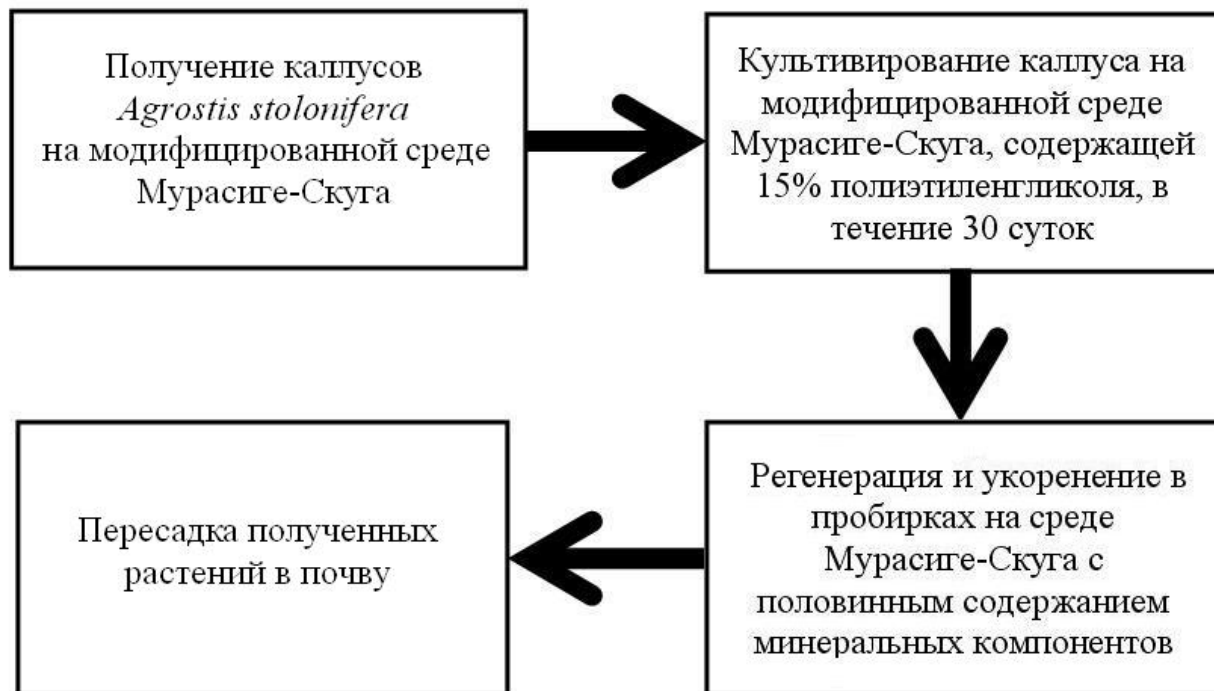 Получение каллусов
Agrostis stolonifera
на модифицированной среде
Мурасиге-Скуга
Культивирование каллуса на
модифицированной среде
Мурасиге-Скуга, содержащей
15% полиэтиленгликоля, в
течение 30 суток
Регенерация и укоренение в
пробирках на среде
Мурасиге-Скуга с
половинным содержанием
минеральных компонентов
Пересадка полученных
растений в почву